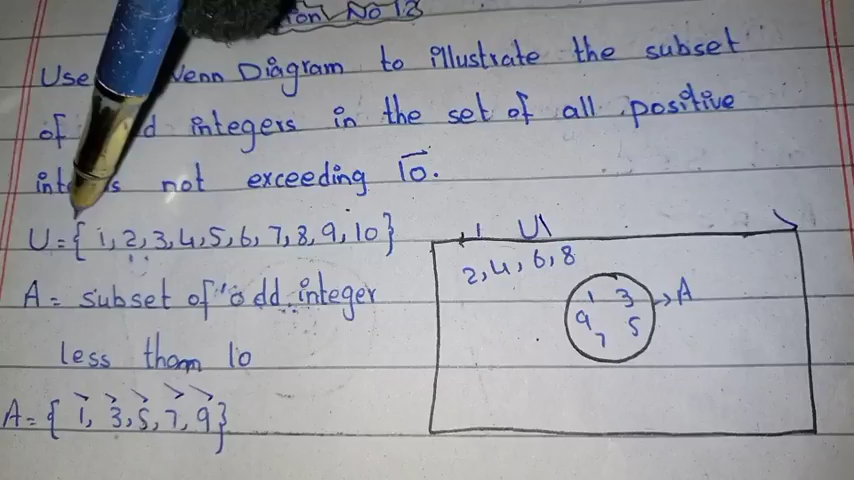 No 13
Use Venn Diagram to illustrate the subset
of integers in the set of all positive
not exceeding 10.
U = { 1, 2, 3, 4, 5, 6, 7, 8, 9, 10 }
A = subset of odd integer
less than 10
A = { 1, 3, 5, 7, 9 }
U
2, 4, 6, 8
1 3
9 5
7
A